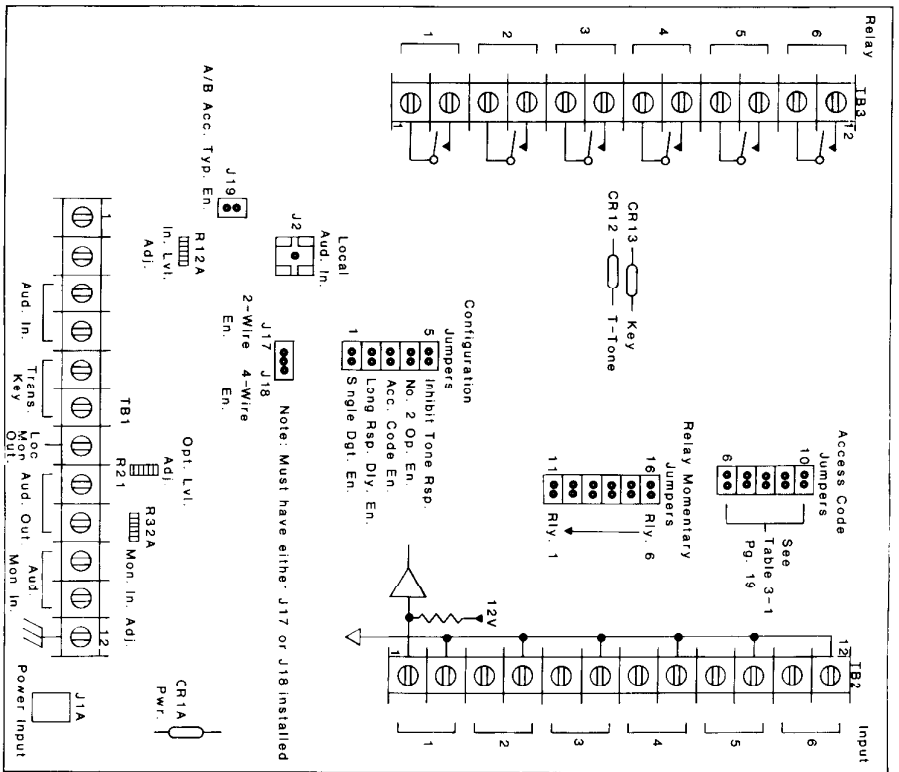 Relay
1
2
3
4
5
6
TB3
1
12
CR13 Key
CR12 T-Tone
A/B Acc. Typ. En.
J19
R12A
In. Lvl.
Adj.
Local
Aud. In.
J2
J17 J18
2-Wire 4-Wire
En. En.
Configuration
Jumpers
5 Inhibit Tone Rsp.
No. 2 Op. En.
Acc. Code En.
Long Rsp. Dly. En.
1 Sngle Dgt. En.
Note: Must have either J17 or J18 installed
Access Code
Jumpers
10
6
See
Table 3-1
Pg. 19
Relay Momentary
Jumpers
16 Rly. 6
11 Rly. 1
12V
TB2
1
12
Input
1
2
3
4
5
6
TB1
1
12
Aud. In.
Trans.
Key
Loc
Mon
Out.
Aud. Out
Aud.
Mon In.
Opt. Lvl.
Adj
R21
R32A
Mon. In. Adj.
CR1A
Pwr.
J1A
Power Input